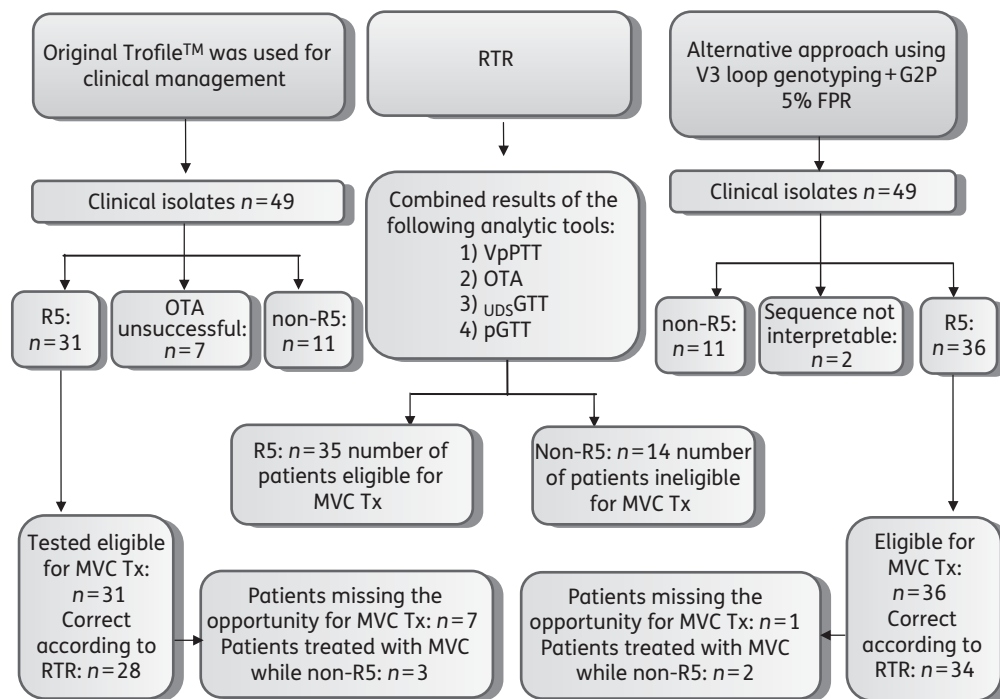 Original Trofile™ was used for
clinical management
RTR
Alternative approach using
V3 loop genotyping+G2P
5% FPR
Clinical isolates n=49
Combined results of the
following analytic tools:
1) VpPTT
2) OTA
3) UDSGTT
4) pGTT
Clinical isolates n=49
R5:
n=31
OTA
unsuccessful:
n=7
non-R5:
n=11
non-R5:
n=11
Sequence not
interpretable:
n=2
R5:
n=36
R5: n=35 number of
patients eligible for
MVC Tx
Non-R5: n=14 number
of patients ineligible
for MVC Tx
Tested eligible
for MVC Tx:
n=31
Correct
according to
RTR: n=28
Patients missing the
opportunity for MVC Tx: n=7
Patients treated with MVC
while non-R5: n=3
Patients missing the
opportunity for MVC Tx: n=1
Patients treated with MVC
while non-R5: n=2
Eligible for
MVC Tx:
n=36
Correct
according to
RTR: n=34